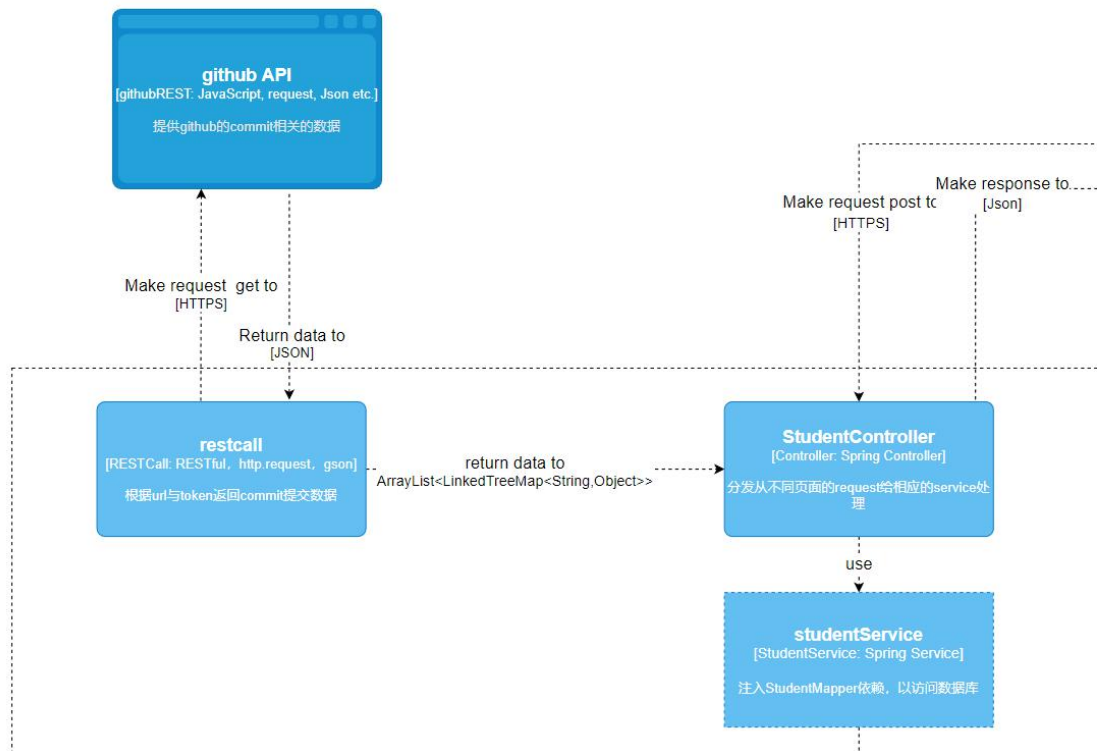 github API
[githubREST: JavaScript, request, Json etc.]
提供github的commit相关的数据
Make request get to
[HTTPS]
Return data to
[JSON]
Make request post to
[HTTPS]
Make response to
[Json]
restcall
[RESTCall: RESTful，http.request，gson]
根据url与token返回commit提交数据
return data to
ArrayList<LinkedTreeMap<String,Object>>
StudentController
[Controller: Spring Controller]
分发从不同页面的request给相应的service处
理
use
studentService
[StudentService: Spring Service]
注入StudentMapper依赖，以访问数据库